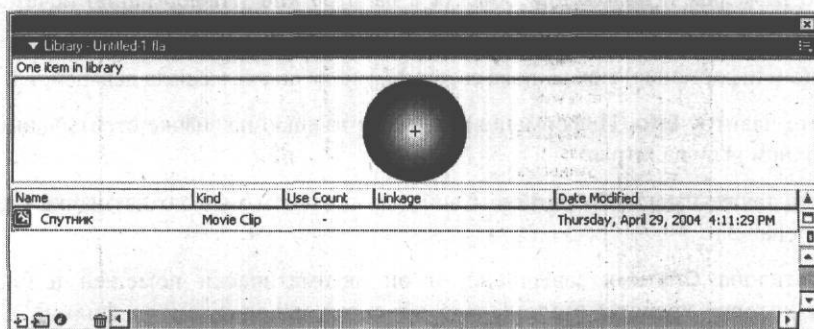 Library - Untitled-1.fla
One item in library
Name Kind Use Count Linkage Date Modified
Спутник Movie Clip - Thursday, April 29, 2004 4:11:29 PM